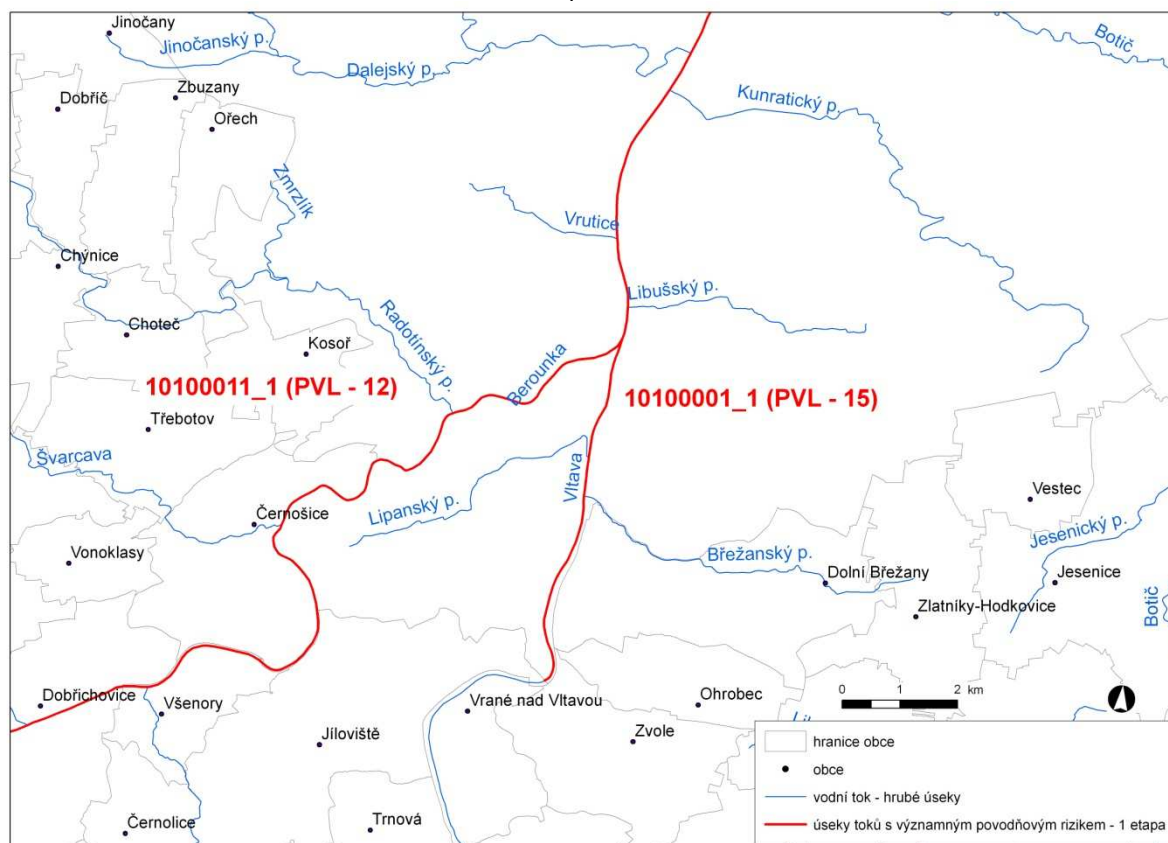 Jinočany
Jinočanský p.
Dalejský p.
Botič
Dobříč
Zbuzany
Ořech
Kunratický p.
Zmrzlík
Vrutice
Chýnice
Libušský p.
Radotínský p.
Choteč
Kosoř
Berounka
10100011_1 (PVL - 12)
10100001_1 (PVL - 15)
Třebotov
Švarcava
Vltava
Lipanský p.
Vestec
Černošice
Jesenický p.
Vonoklasy
Břežanský p.
Dolní Břežany
Jesenice
Zlatníky-Hodkovice
Botič
Dobřichovice
Všenory
Vrané nad Vltavou
Ohrobec
0 1 2 km
Jíloviště
Zvole
hranice obce
obce
vodní tok - hrubé úseky
úseky toků s významným povodňovým rizikem - 1 etapa
Černolice
Trnová